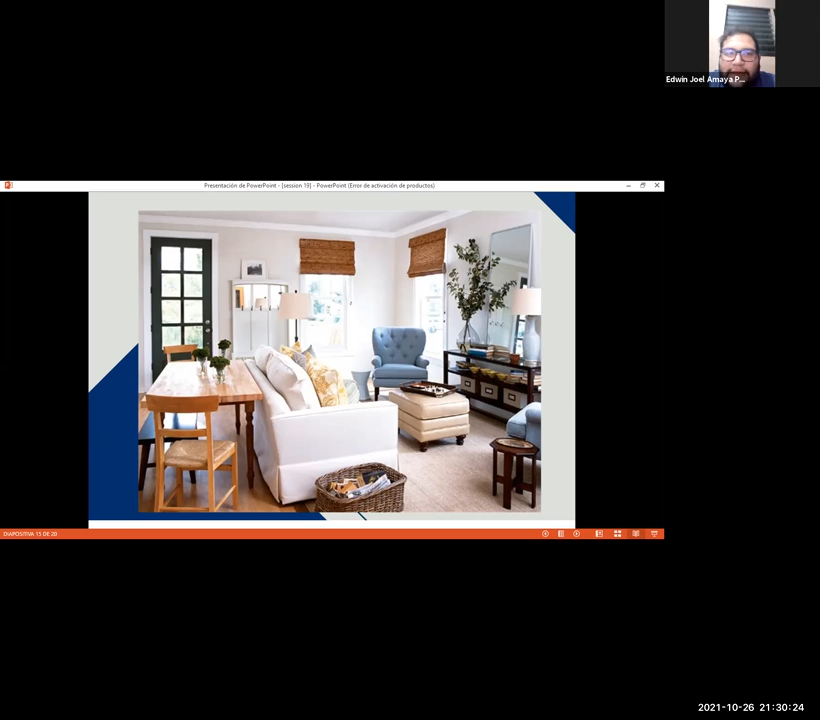 Edwin Joel Amaya P...
Presentación de PowerPoint - [session 19] - PowerPoint (Error de activación de productos)
DIAPOSITIVA 15 DE 20
2021-10-26 21:30:24